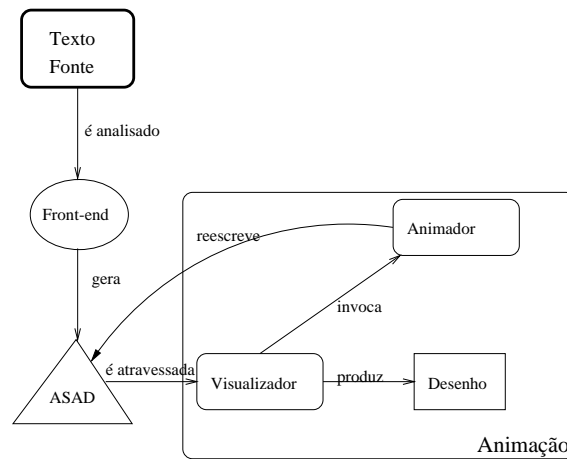 Texto
Fonte
é analisado
Front-end
reescreve
Animador
gera
invoca
é atravessada
produz
ASAD
Visualizador
Desenho
Animação